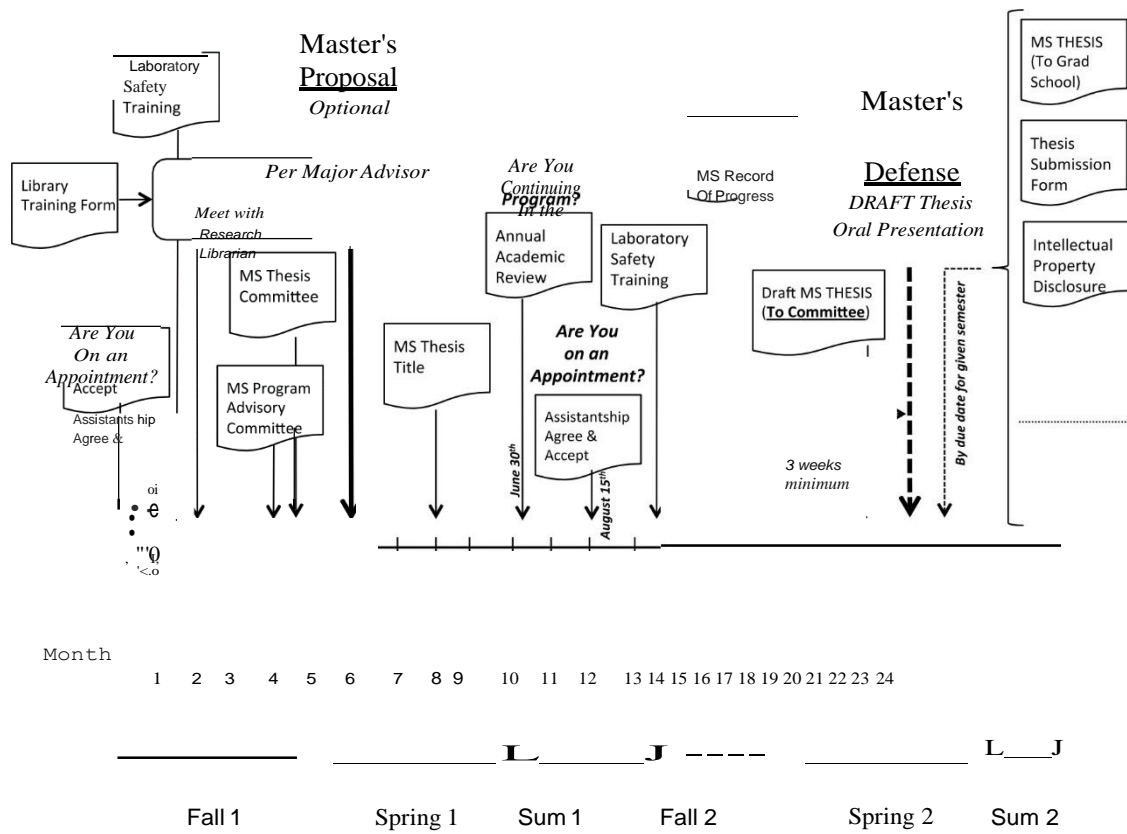 Master's
Proposal
Optional
Laboratory
Safety
Training
Library
Training Form
Per Major Advisor
Meet with
Research
Librarian
MS Thesis
Committee
Are You
On an
Appointment?
Accept
Assistants hip
Agree &
MS Program
Advisory
Committee
MS Thesis
Title
Are You
Continuing
Program?
In the
Annual
Academic
Review
Laboratory
Safety
Training
June 30th
Are You
on an
Appointment?
Assistantship
Agree &
Accept
August 15th
MS Record
Of Progress
Master's
Defense
DRAFT Thesis
Oral Presentation
Draft MS THESIS
(To Committee)
3 weeks
minimum
By due date for given semester
MS THESIS
(To Grad
School)
Thesis
Submission
Form
Intellectual
Property
Disclosure
oi
Month
1 2 3 4 5 6 7 8 9 10 11 12 13 14 15 16 17 18 19 20 21 22 23 24
L J L J
Fall 1 Spring 1 Sum 1 Fall 2 Spring 2 Sum 2